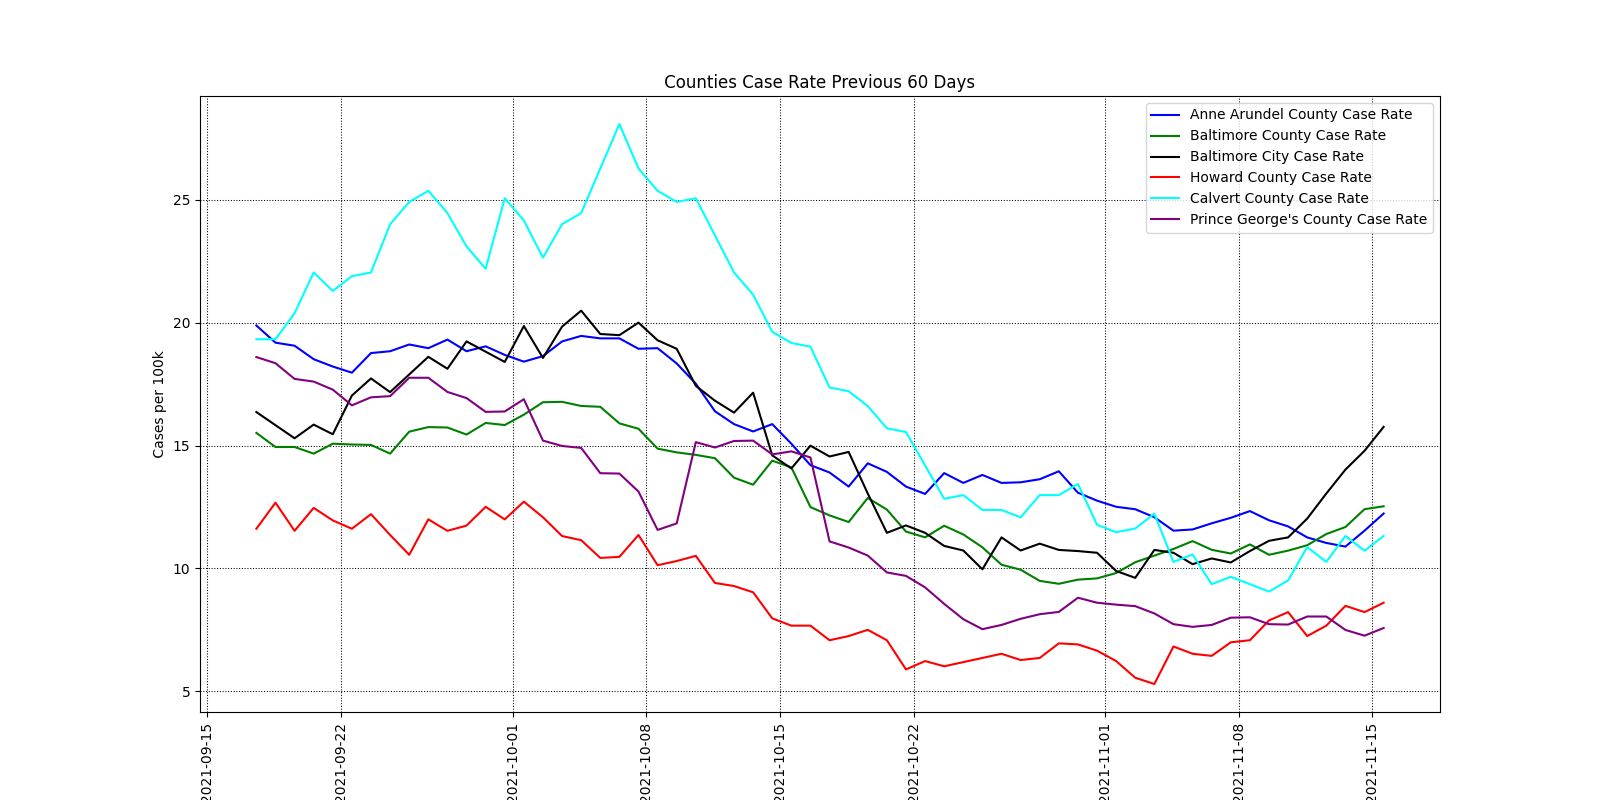 Counties Case Rate Previous 60 Days
Anne Arundel County Case Rate
Baltimore County Case Rate
Baltimore City Case Rate
Howard County Case Rate
Calvert County Case Rate
Prince George's County Case Rate
Cases per 100k
25
20
15
10
5
2021-09-15
2021-09-22
2021-10-01
2021-10-08
2021-10-15
2021-10-22
2021-11-01
2021-11-08
2021-11-15